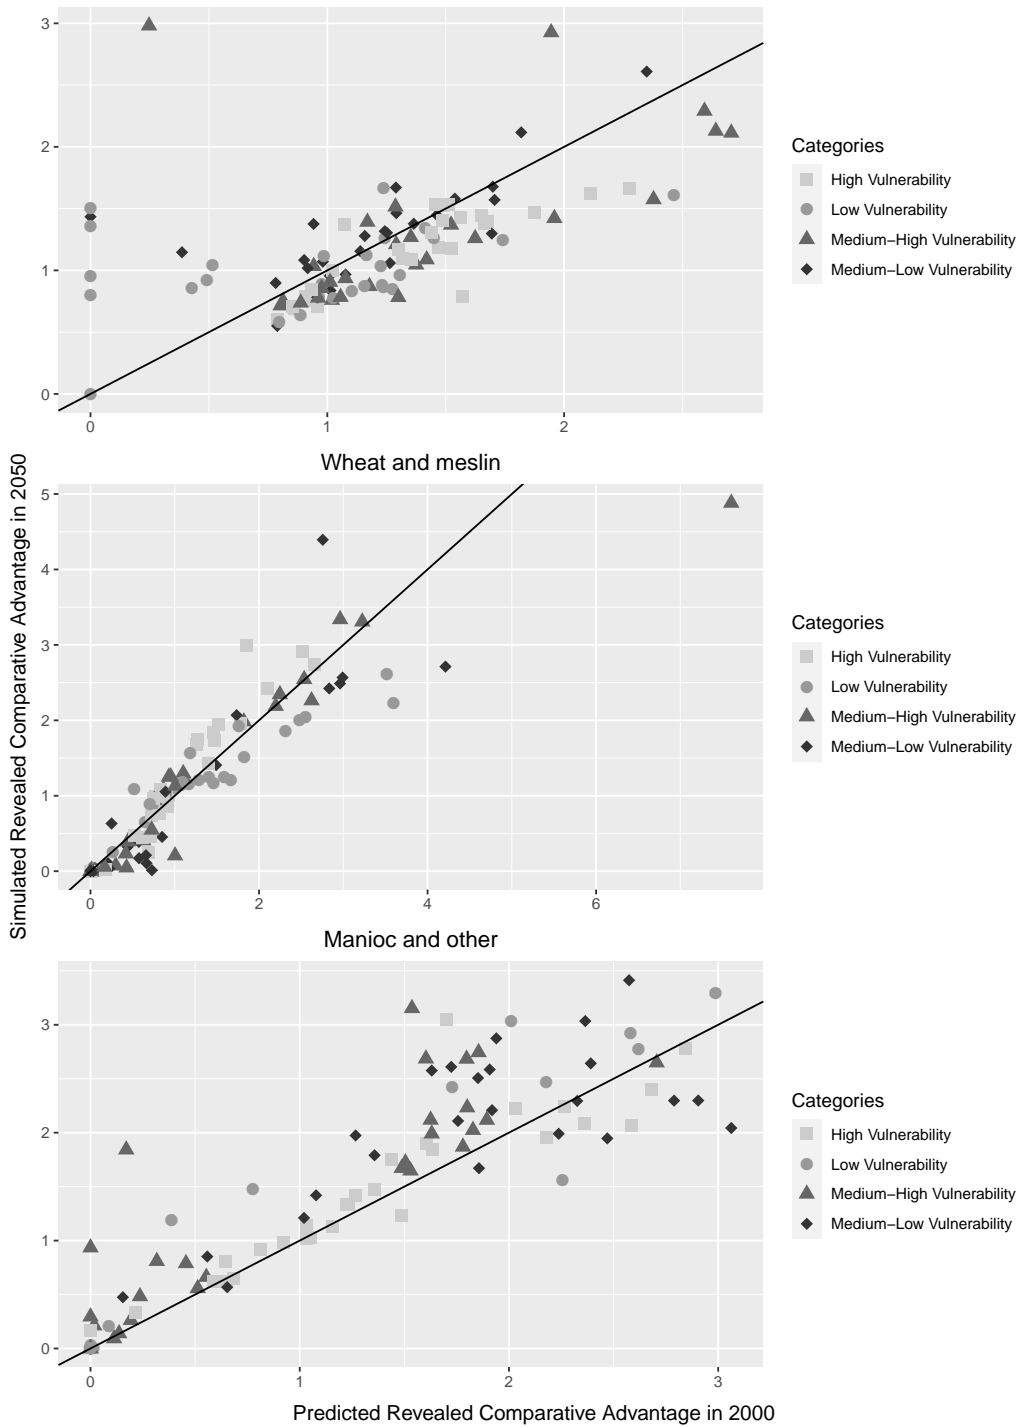 3
2
1
0
0
1
2
Categories
High Vulnerability
Low Vulnerability
Medium−High Vulnerability
Medium−Low Vulnerability
Simulated Revealed Comparative Advantage in 2050
Wheat and meslin
5
4
3
2
1
0
0
2
4
6
Categories
High Vulnerability
Low Vulnerability
Medium−High Vulnerability
Medium−Low Vulnerability
Manioc and other
3
2
1
0
0
1
2
3
Categories
High Vulnerability
Low Vulnerability
Medium−High Vulnerability
Medium−Low Vulnerability
Predicted Revealed Comparative Advantage in 2000